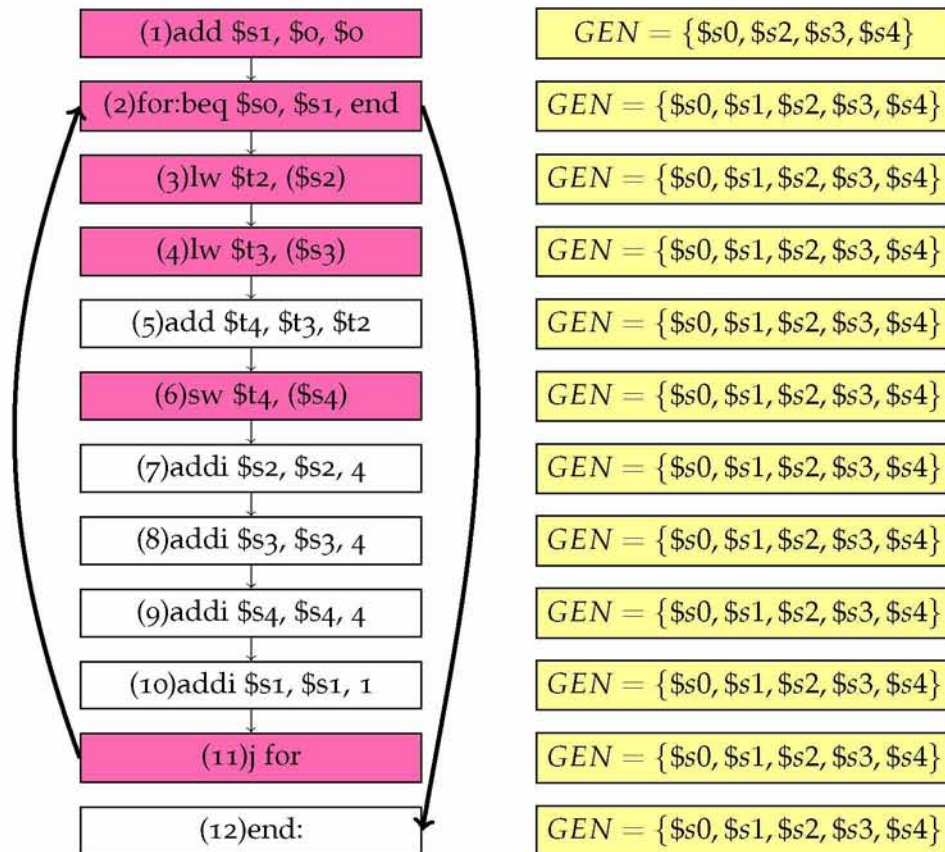 (1)add $s1, $0, $0
GEN = {$s0, $s2, $s3, $s4}
(2)for:beq $s0, $s1, end
GEN = {$s0, $s1, $s2, $s3, $s4}
(3)lw $t2, ($s2)
GEN = {$s0, $s1, $s2, $s3, $s4}
(4)lw $t3, ($s3)
GEN = {$s0, $s1, $s2, $s3, $s4}
(5)add $t4, $t3, $t2
GEN = {$s0, $s1, $s2, $s3, $s4}
(6)sw $t4, ($s4)
GEN = {$s0, $s1, $s2, $s3, $s4}
(7)addi $s2, $s2, 4
GEN = {$s0, $s1, $s2, $s3, $s4}
(8)addi $s3, $s3, 4
GEN = {$s0, $s1, $s2, $s3, $s4}
(9)addi $s4, $s4, 4
GEN = {$s0, $s1, $s2, $s3, $s4}
(10)addi $s1, $s1, 1
GEN = {$s0, $s1, $s2, $s3, $s4}
(11)j for
GEN = {$s0, $s1, $s2, $s3, $s4}
(12)end:
GEN = {$s0, $s1, $s2, $s3, $s4}